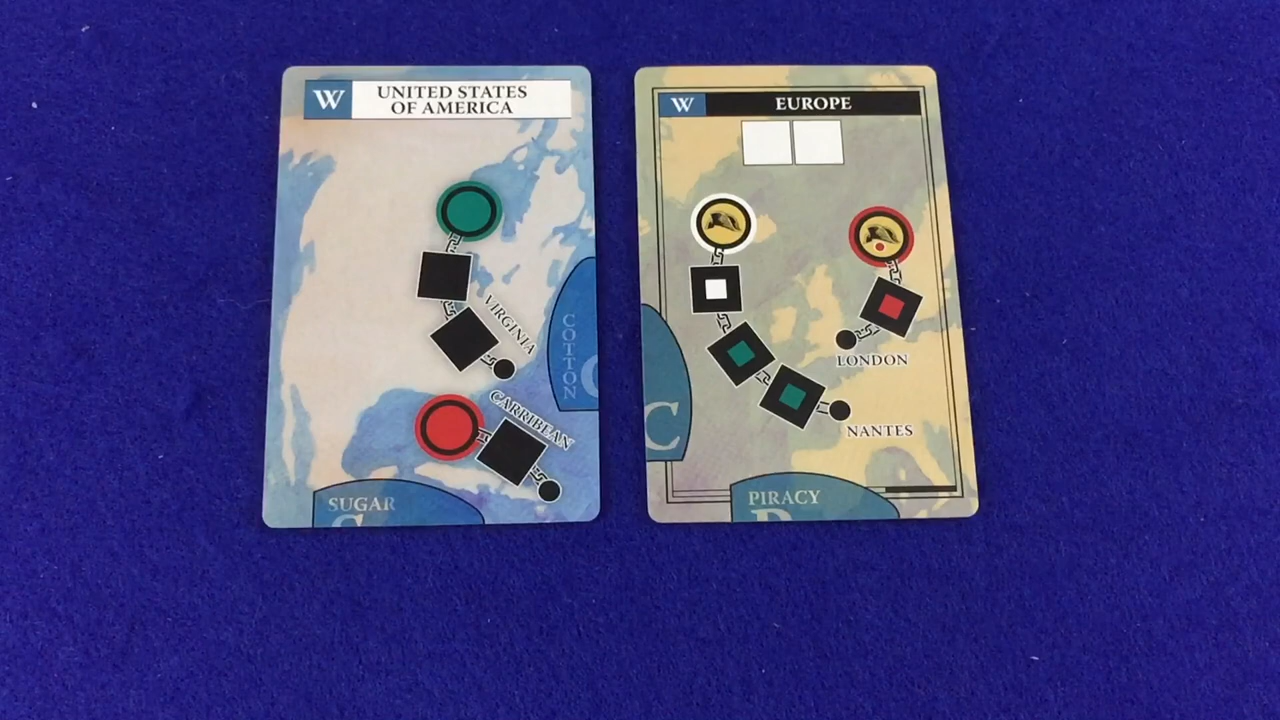 W UNITED STATES
OF AMERICA
VIRGINIA
COTTON
C
CARRIBEAN
SUGAR
S
W EUROPE
LONDON
C
NANTES
PIRACY
P